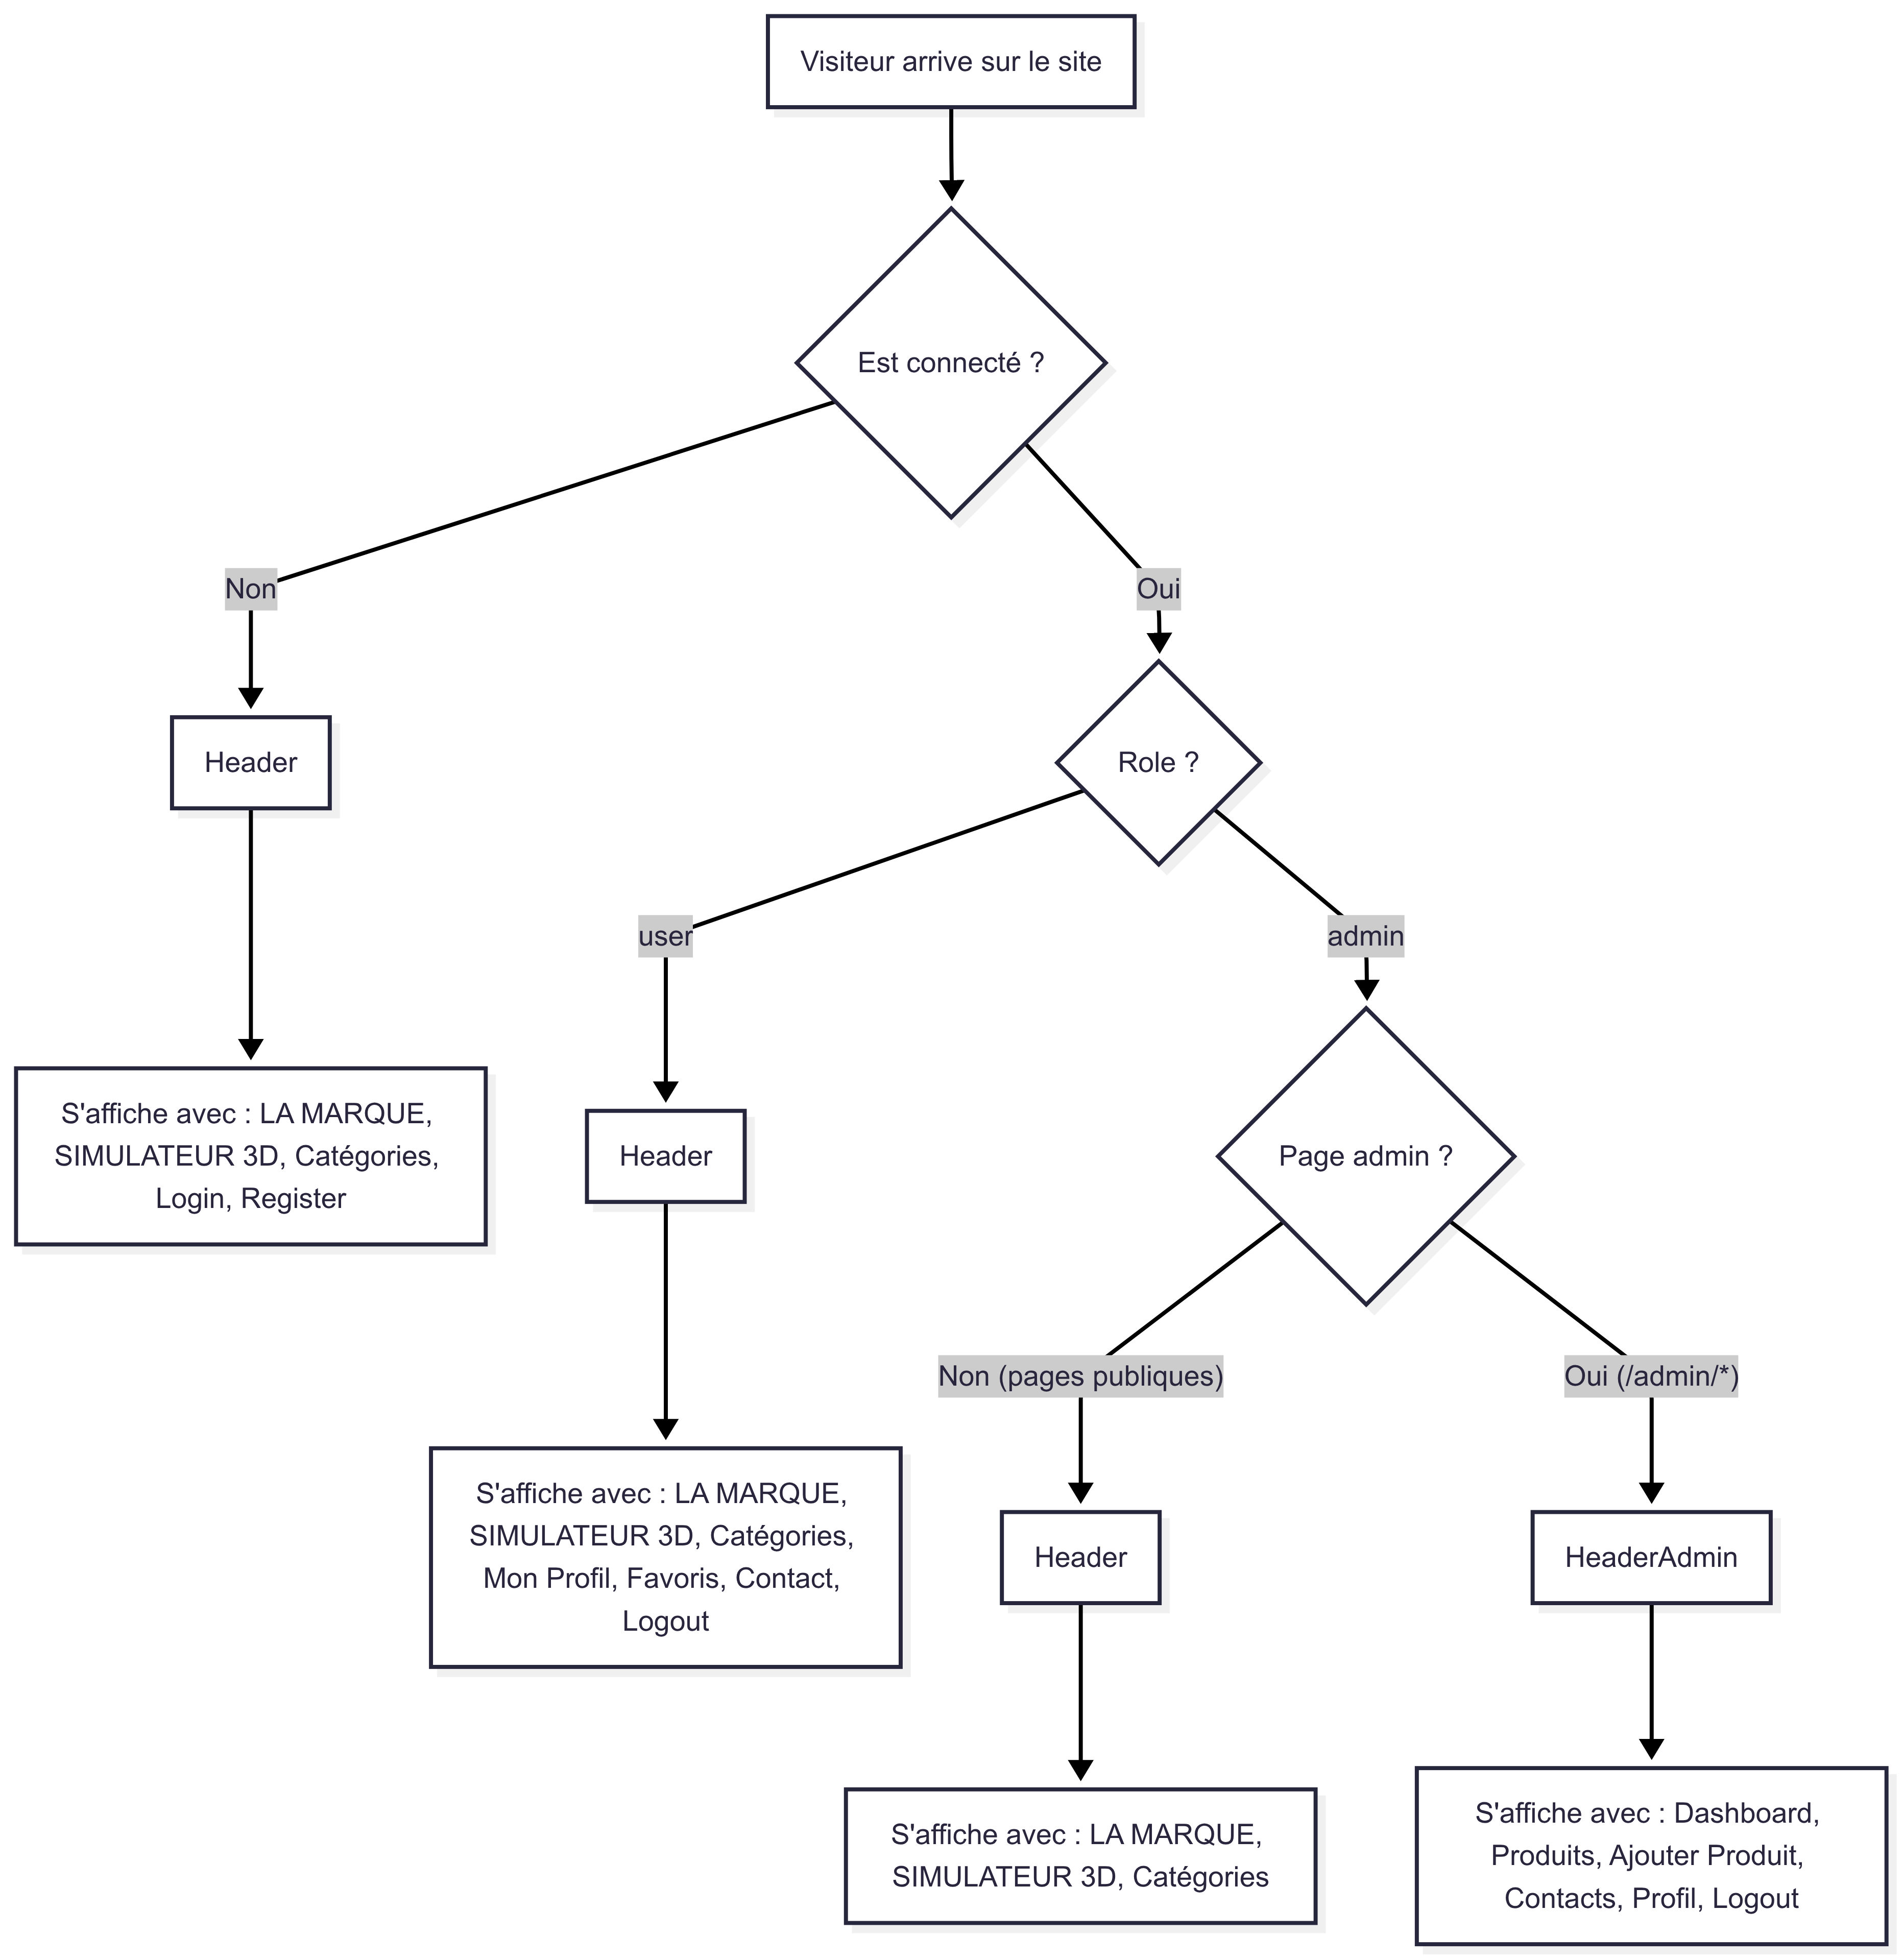 Visiteur arrive sur le site
Est connecté ?
Non
Oui
Header
Role ?
user
admin
S'affiche avec : LA MARQUE,
SIMULATEUR 3D, Catégories,
Login, Register
Header
Page admin ?
Non (pages publiques)
Oui (/admin/*)
S'affiche avec : LA MARQUE,
SIMULATEUR 3D, Catégories,
Mon Profil, Favoris, Contact,
Logout
Header
HeaderAdmin
S'affiche avec : LA MARQUE,
SIMULATEUR 3D, Catégories
S'affiche avec : Dashboard,
Produits, Ajouter Produit,
Contacts, Profil, Logout